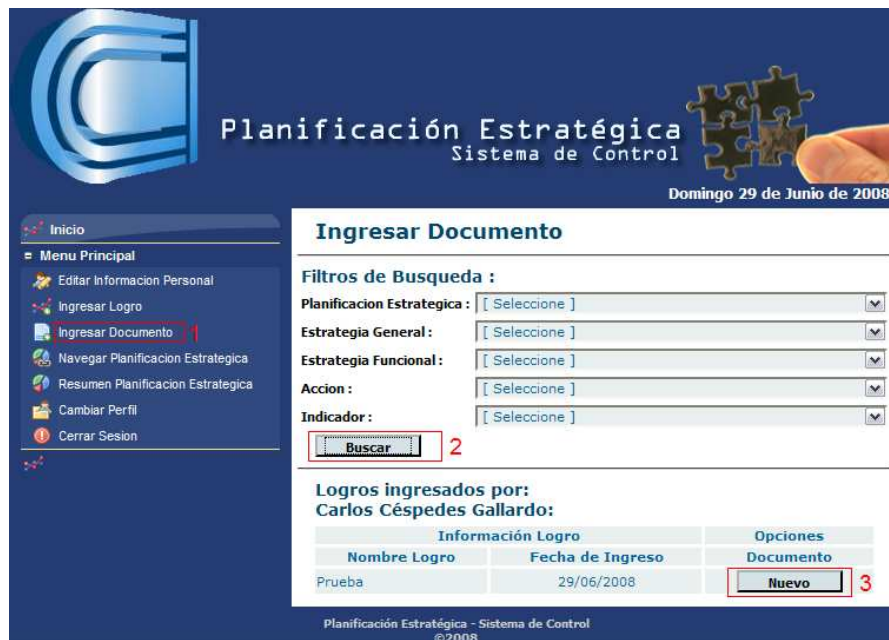 Planificación Estratégica
Sistema de Control
Domingo 29 de Junio de 2008
Inicio
Menu Principal
Editar Informacion Personal
Ingresar Logro
Ingresar Documento 1
Navegar Planificacion Estrategica
Resumen Planificacion Estrategica
Cambiar Perfil
Cerrar Sesion
Ingresar Documento
Filtros de Busqueda :
Planificacion Estrategica : [ Seleccione ]
Estrategia General : [ Seleccione ]
Estrategia Funcional : [ Seleccione ]
Accion : [ Seleccione ]
Indicador : [ Seleccione ]
Buscar 2
Logros ingresados por:
Carlos Céspedes Gallardo:
Información Logro Opciones
Nombre Logro Fecha de Ingreso Documento
Prueba 29/06/2008 Nuevo 3
Planificación Estratégica - Sistema de Control
©2008